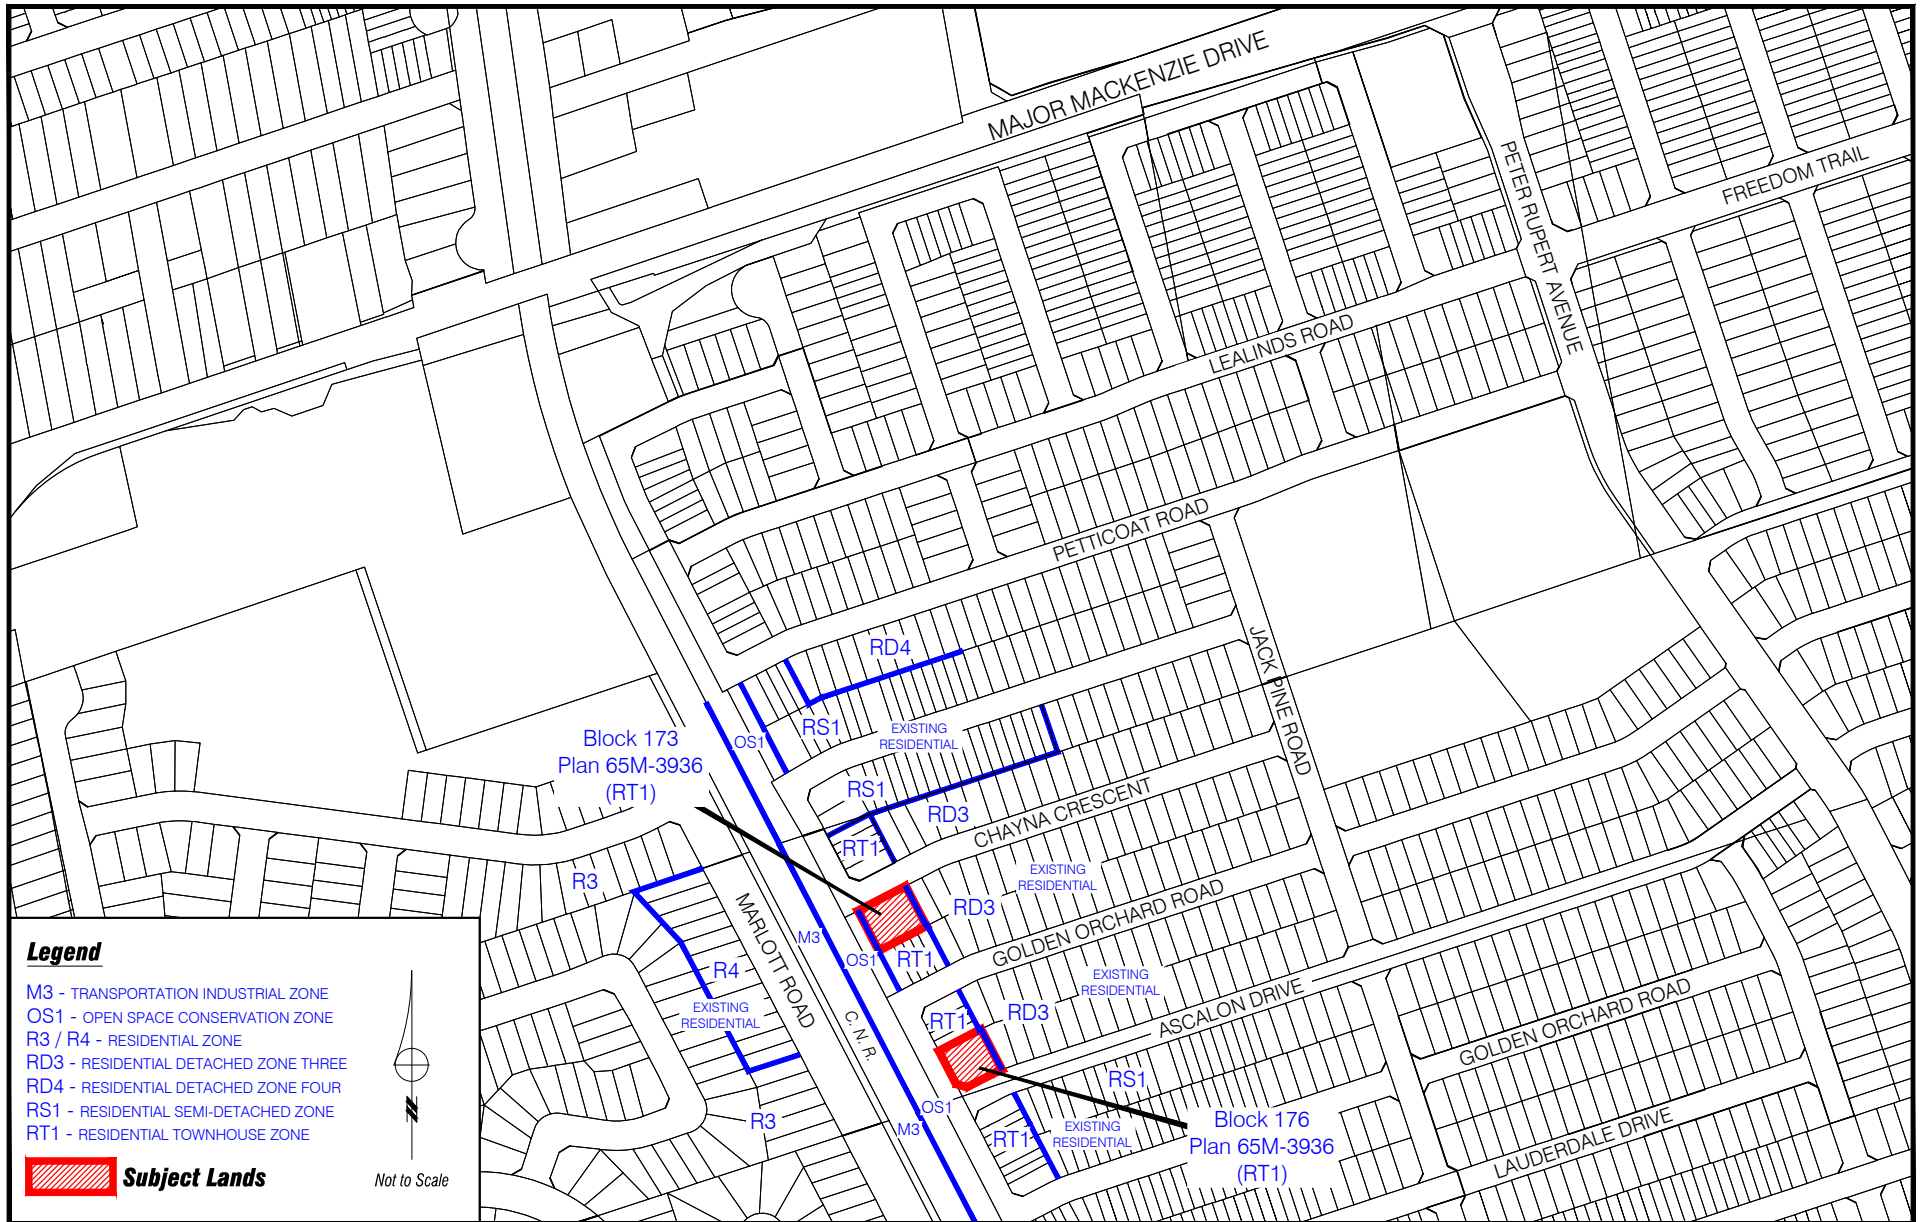 MAJOR MACKENZIE DRIVE
PETER RUPERT AVENUE
FREEDOM TRAIL
LEALINDS ROAD
PETTICOAT ROAD
JACK PINE ROAD
RD4
RS1
OS1
EXISTING
RESIDENTIAL
Block 173
Plan 65M-3936
(RT1)
RS1
RD3
CHAYNA CRESCENT
RT1
EXISTING
RESIDENTIAL
R3
RD3
GOLDEN ORCHARD ROAD
MARLOTT ROAD
M3
OS1
RT1
R4
EXISTING
RESIDENTIAL
EXISTING
RESIDENTIAL
RD3
RT1
ASCALON DRIVE
GOLDEN ORCHARD ROAD
C. N. R.
RS1
OS1
M3
R3
RT1
EXISTING
RESIDENTIAL
Block 176
Plan 65M-3936
(RT1)
LAUDERDALE DRIVE
Legend
M3 - TRANSPORTATION INDUSTRIAL ZONE
OS1 - OPEN SPACE CONSERVATION ZONE
R3 / R4 - RESIDENTIAL ZONE
RD3 - RESIDENTIAL DETACHED ZONE THREE
RD4 - RESIDENTIAL DETACHED ZONE FOUR
RS1 - RESIDENTIAL SEMI-DETACHED ZONE
RT1 - RESIDENTIAL TOWNHOUSE ZONE
Subject Lands
Not to Scale